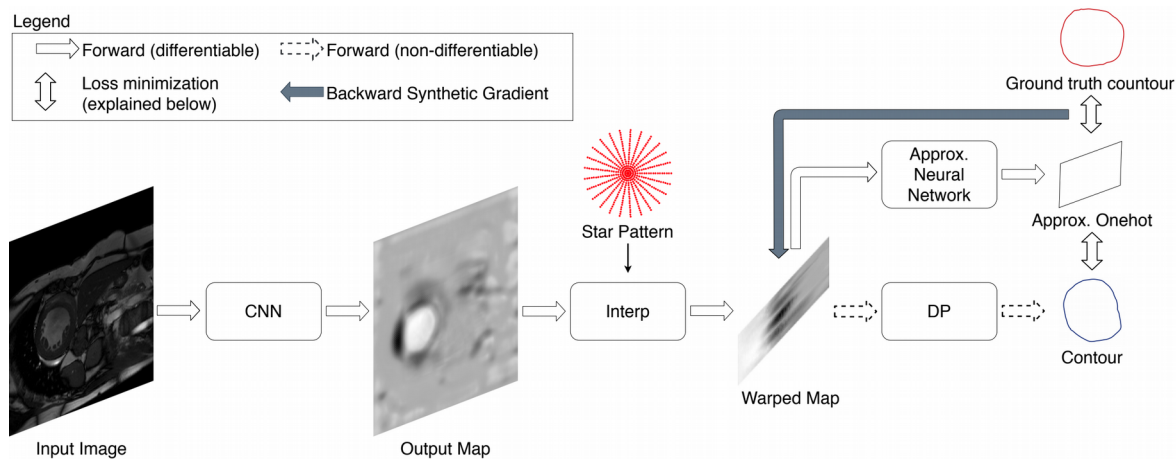 Legend
Forward (differentiable)
Forward (non-differentiable)
Loss minimization
(explained below)
Backward Synthetic Gradient
Ground truth countour
Approx.
Neural
Network
Star Pattern
Approx. Onehot
CNN
Interp
DP
Contour
Warped Map
Input Image
Output Map